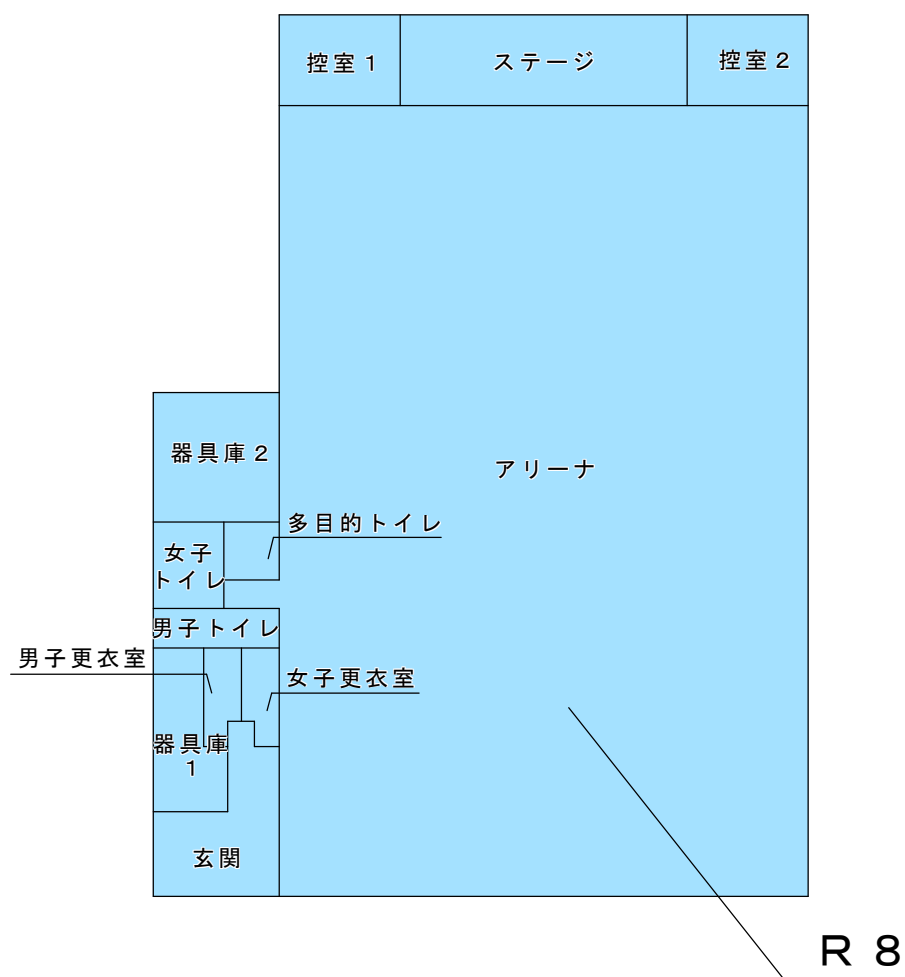 控室１
ステージ
控室２
器具庫２
アリーナ
多目的トイレ
女子
トイレ
男子トイレ
男子更衣室
女子更衣室
器具庫
１
玄関
Ｒ８